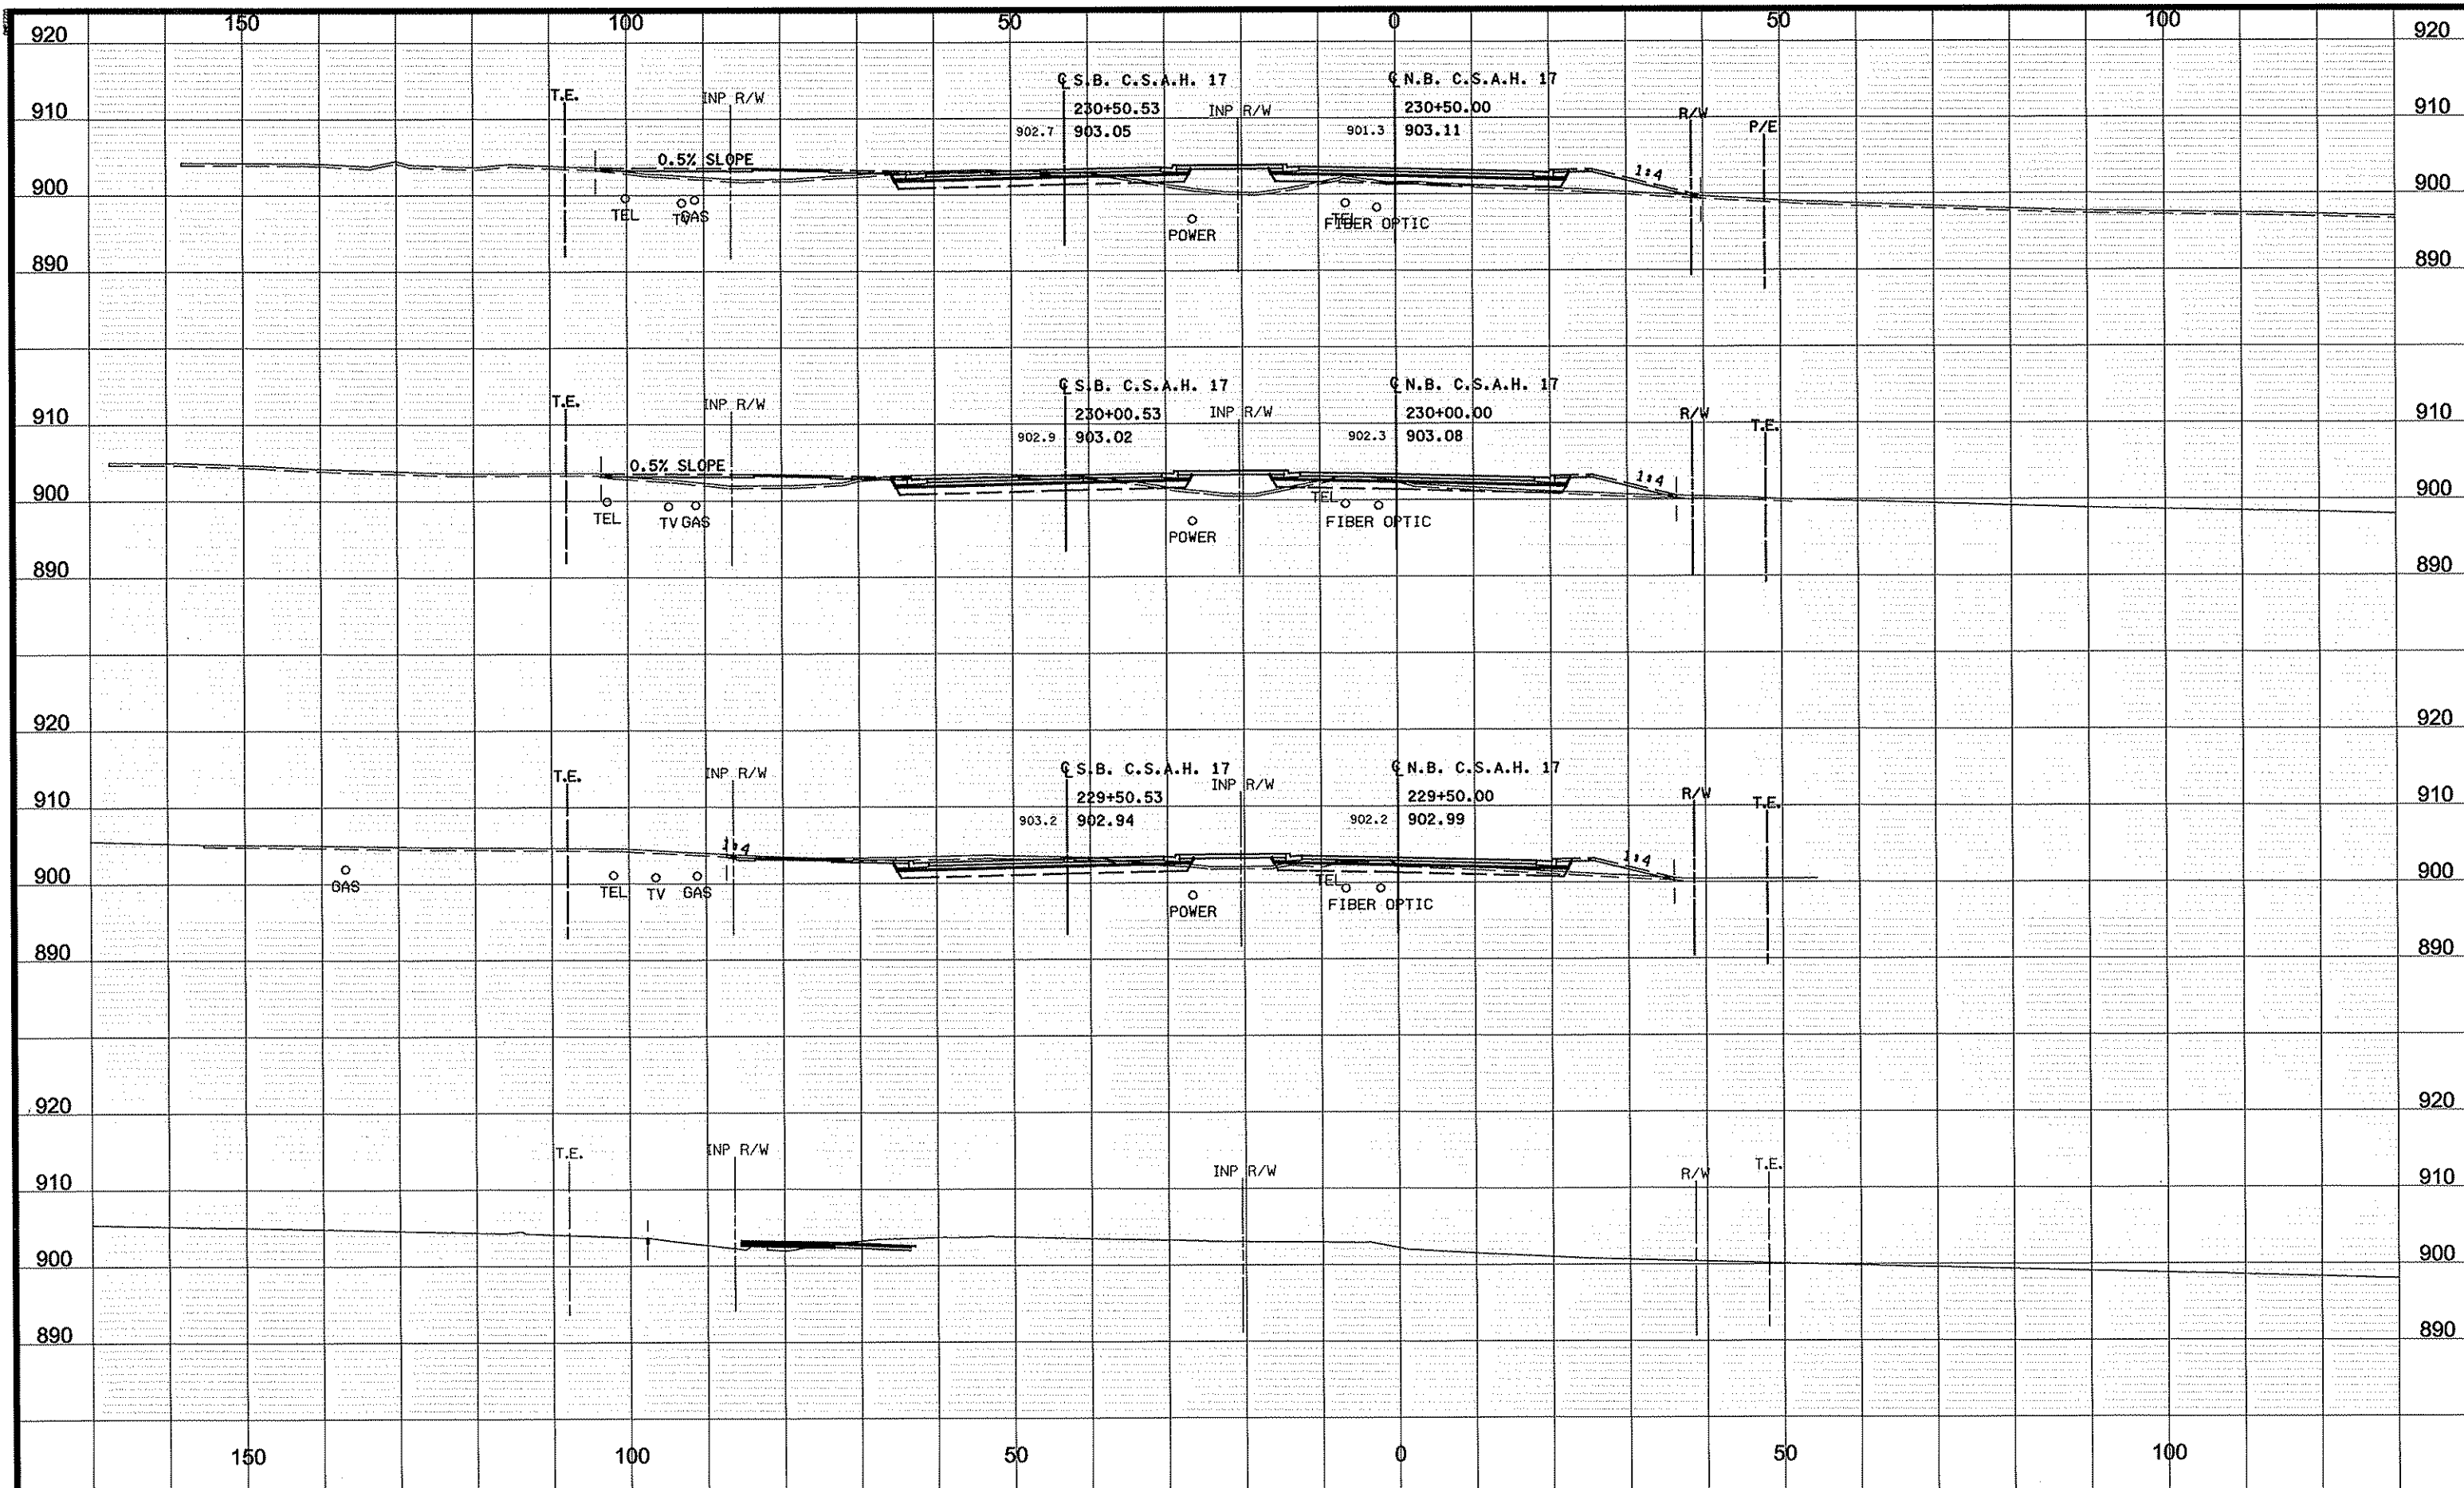 150 100 50 0 50 100
920 920
℄ S.B. C.S.A.H. 17 ℄ N.B. C.S.A.H. 17
T.E. INP R/W 230+50.53 INP R/W 230+50.00
910 902.7 903.05 901.3 903.11 R/W P/E 910
0.5% SLOPE 1:4
900 900
TEL TV GAS POWER TEL FIBER OPTIC
890 890
℄ S.B. C.S.A.H. 17 ℄ N.B. C.S.A.H. 17
T.E. INP R/W 230+00.53 INP R/W 230+00.00 R/W
910 902.9 903.02 902.3 903.08 T.E. 910
0.5% SLOPE 1:4
900 TEL 900
TEL TV GAS POWER FIBER OPTIC
890 890
920 920
℄ S.B. C.S.A.H. 17 ℄ N.B. C.S.A.H. 17
T.E. INP R/W 229+50.53 INP R/W 229+50.00 R/W T.E.
910 903.2 902.94 902.2 902.99 910
1:4 1:4
900 TEL 900
GAS TEL TV GAS POWER FIBER OPTIC
890 890
920 920
T.E. INP R/W INP R/W R/W T.E.
910 910
900 900
890 890
150 100 50 0 50 100